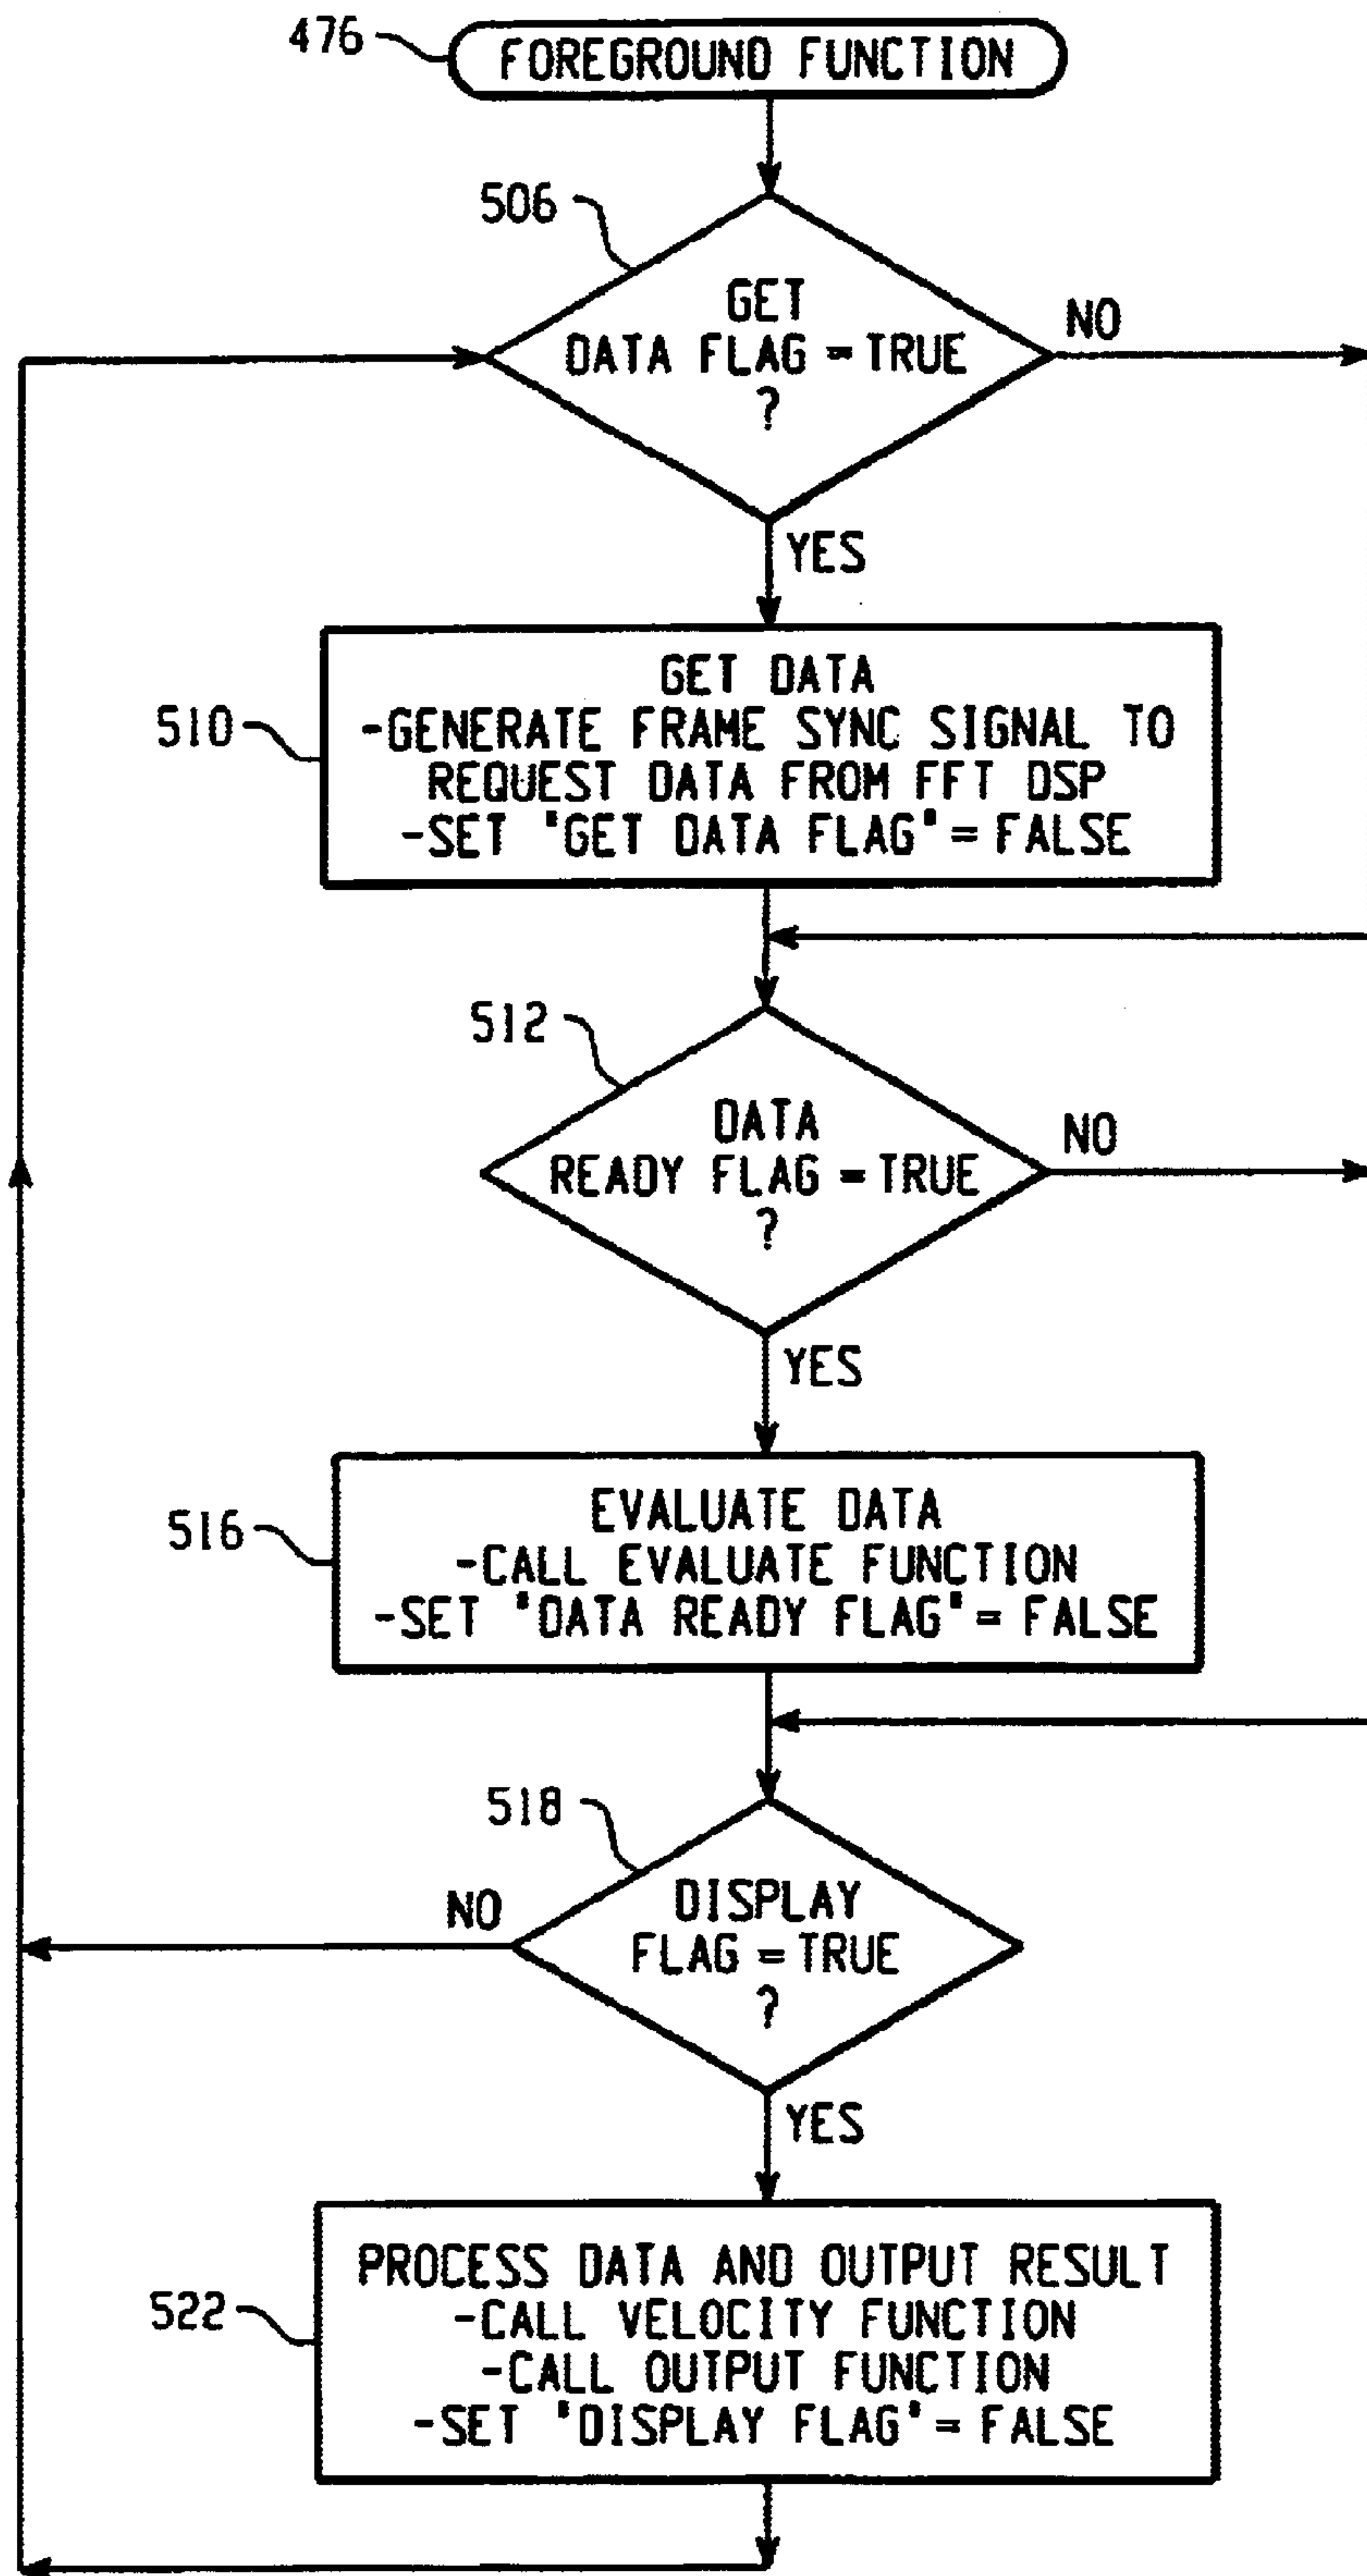 476
FOREGROUND FUNCTION
506
GET
DATA FLAG = TRUE
?
NO
YES
510
GET DATA
-GENERATE FRAME SYNC SIGNAL TO
REQUEST DATA FROM FFT DSP
-SET "GET DATA FLAG" = FALSE
512
DATA
READY FLAG = TRUE
?
NO
YES
516
EVALUATE DATA
-CALL EVALUATE FUNCTION
-SET "DATA READY FLAG" = FALSE
518
NO
DISPLAY
FLAG = TRUE
?
YES
522
PROCESS DATA AND OUTPUT RESULT
-CALL VELOCITY FUNCTION
-CALL OUTPUT FUNCTION
-SET "DISPLAY FLAG" = FALSE